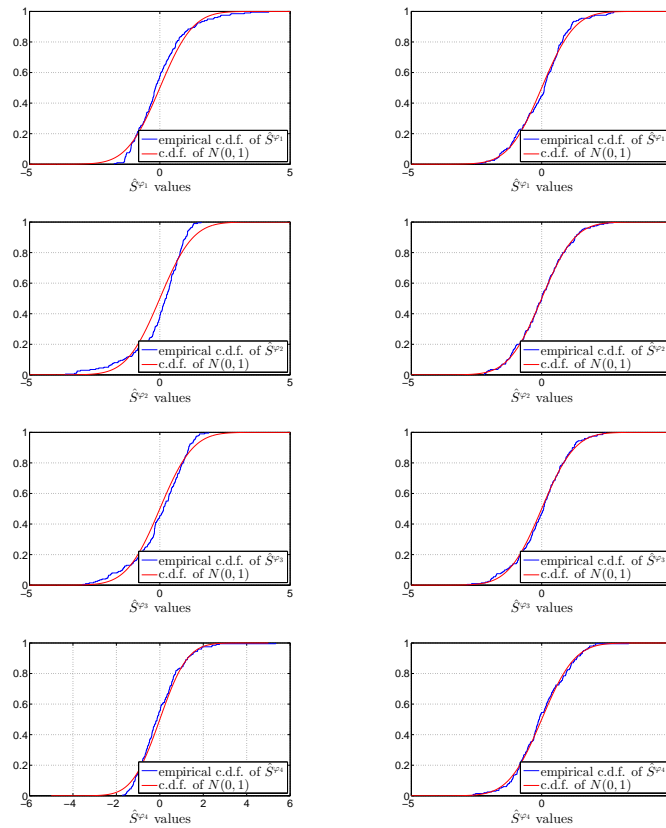 1
0.8
0.6
0.4
0.2
0
−5 0 5
empirical c.d.f. of Ŝ^φ1
c.d.f. of N(0, 1)
Ŝ^φ1 values
1
0.8
0.6
0.4
0.2
0
−5 0
empirical c.d.f. of Ŝ^φ1
c.d.f. of N(0, 1)
Ŝ^φ1 values
1
0.8
0.6
0.4
0.2
0
−5 0 5
empirical c.d.f. of Ŝ^φ2
c.d.f. of N(0, 1)
Ŝ^φ2 values
1
0.8
0.6
0.4
0.2
0
−5 0
empirical c.d.f. of Ŝ^φ2
c.d.f. of N(0, 1)
Ŝ^φ2 values
1
0.8
0.6
0.4
0.2
0
−5 0 5
empirical c.d.f. of Ŝ^φ3
c.d.f. of N(0, 1)
Ŝ^φ3 values
1
0.8
0.6
0.4
0.2
0
−5 0
empirical c.d.f. of Ŝ^φ3
c.d.f. of N(0, 1)
Ŝ^φ3 values
1
0.8
0.6
0.4
0.2
0
−6 −4 −2 0 2 4 6
empirical c.d.f. of Ŝ^φ4
c.d.f. of N(0, 1)
Ŝ^φ4 values
1
0.8
0.6
0.4
0.2
0
−5 0
empirical c.d.f. of Ŝ^φ4
c.d.f. of N(0, 1)
Ŝ^φ4 values